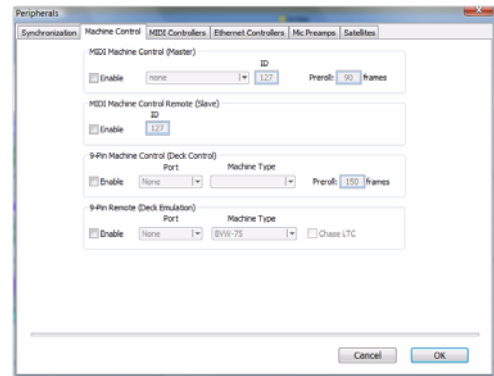 Peripherals
Synchronization Machine Control MIDI Controllers Ethernet Controllers Mic Preamps Satellites
MIDI Machine Control (Master)
ID
Enable none 127 Preroll: 90 frames
MIDI Machine Control Remote (Slave)
ID
Enable 127
9-Pin Machine Control (Deck Control)
Port Machine Type
Enable None Preroll: 150 frames
9-Pin Remote (Deck Emulation)
Port Machine Type
Enable None BVW-75 Chase LTC
Cancel OK